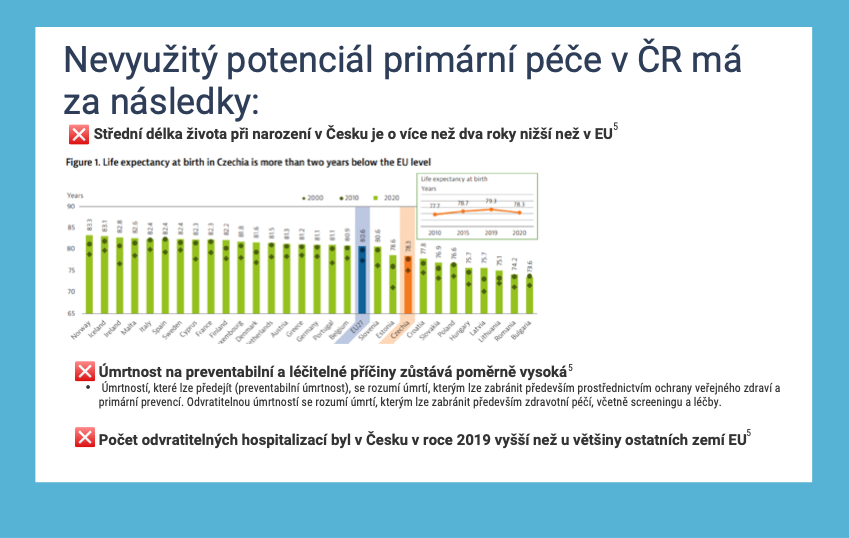 Nevyužitý potenciál primární péče v ČR má
za následky:
Střední délka života při narození v Česku je o více než dva roky nižší než v EU5
Figure 1. Life expectancy at birth in Czechia is more than two years below the EU level
Years
2000 2010 2020
Life expectancy at birth
Years
77.7 78.7 79.3 78.3
2010 2015 2019 2020
90
85
80
75
70
65
83.3 83.1 82.8 82.6 82.4 82.4 82.4 82.3 82.3 82.2 81.8 81.6 81.5 81.3 81.2 81.1 81.1 80.9 80.6 80.6 78.6 78.3 77.8 76.9 76.6 75.7 75.7 75.1 74.2 73.6
Norway Iceland Ireland Malta Italy Spain Sweden Cyprus France Finland xembourg Denmark etherlands Austria Greece Germany Portugal Belgium EU27 Slovenia Estonia Czechia Croatia Slovakia Poland Hungary Latvia Lithuania Romania Bulgaria
Úmrtnost na preventabilní a léčitelné příčiny zůstává poměrně vysoká5
• Úmrtností, které lze předejít (preventabilní úmrtnost), se rozumí úmrtí, kterým lze zabránit především prostřednictvím ochrany veřejného zdraví a
primární prevencí. Odvratitelnou úmrtností se rozumí úmrtí, kterým lze zabránit především zdravotní péčí, včetně screeningu a léčby.
Počet odvratitelných hospitalizací byl v Česku v roce 2019 vyšší než u většiny ostatních zemí EU5